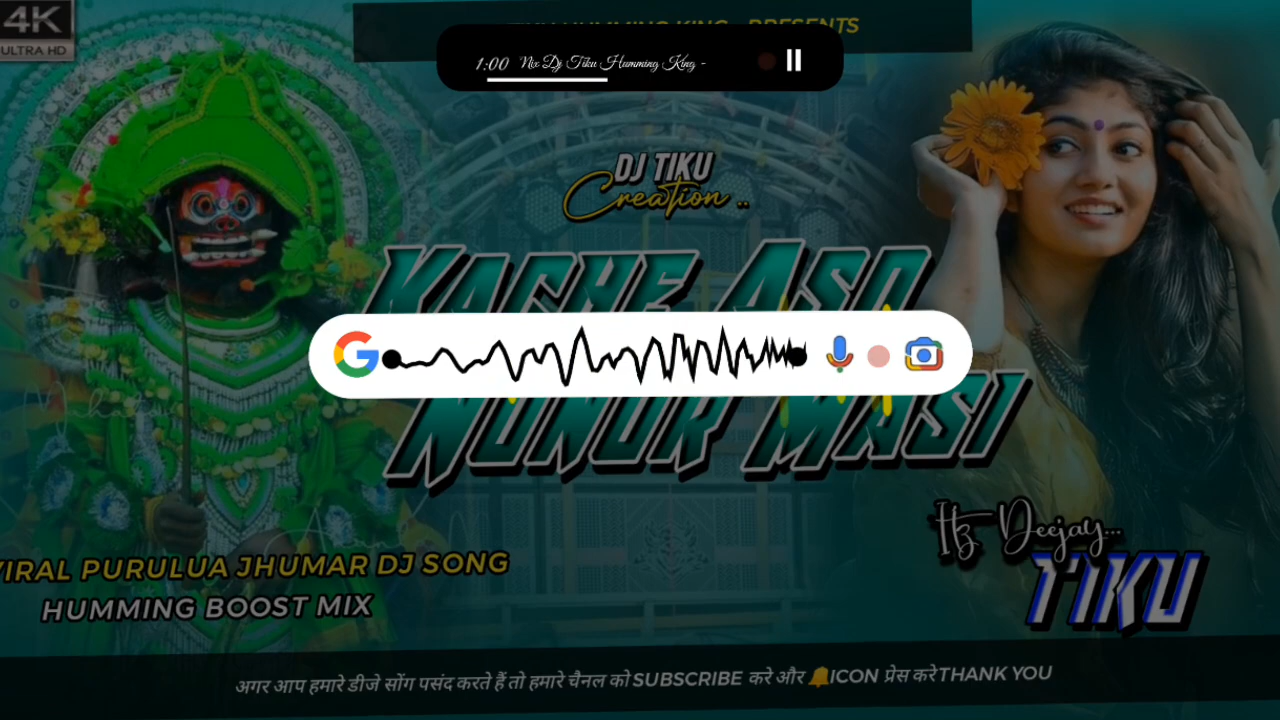 4K
ULTRA HD
PRESENTS
1:00 Nix Dj Tiku Humming King -
DJ TIKU
Creation ..
KACHE ASO
NUNUR MASI
Itz Deejay...
TIKU
VIRAL PURULUA JHUMAR DJ SONG
HUMMING BOOST MIX
अगर आप हमारे डीजे सोंग पसंद करते हैं तो हमारे चैनल को SUBSCRIBE करे और 🔔ICON प्रेस करे THANK YOU